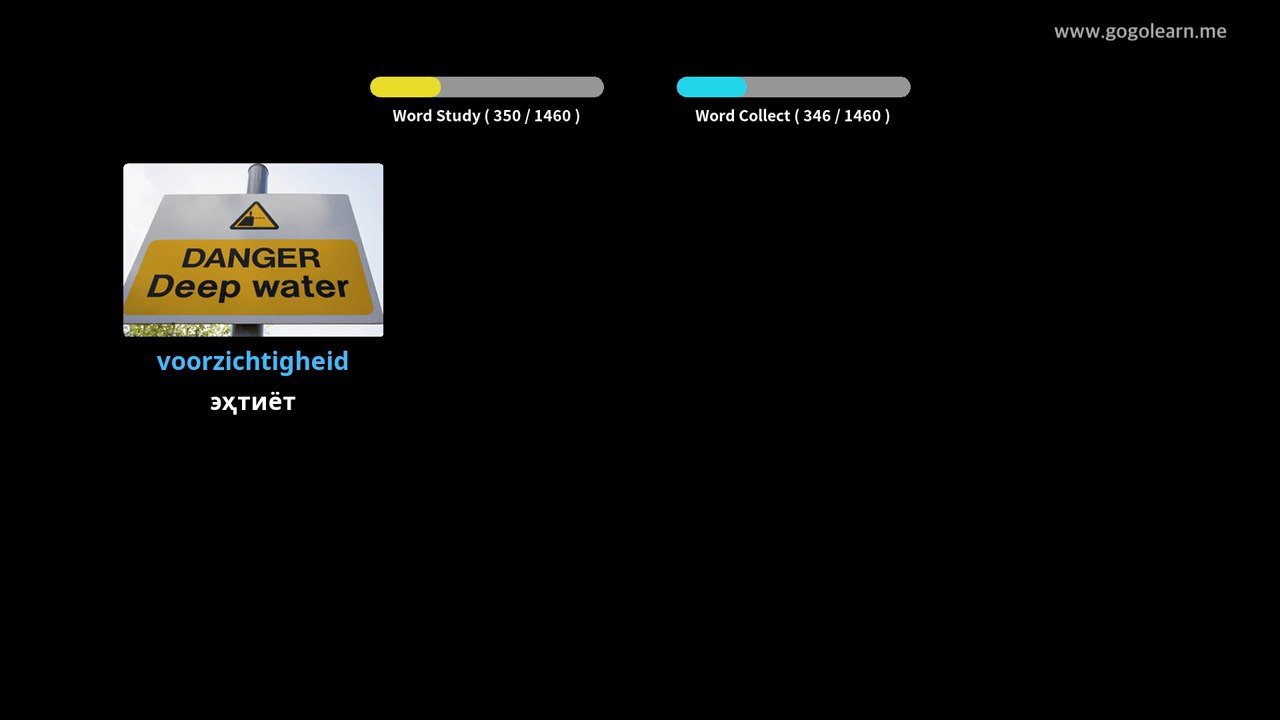 www.gogolearn.me
Word Study ( 350 / 1460 )
Word Collect ( 346 / 1460 )
DANGER
Deep water
voorzichtigheid
эҳтиёт